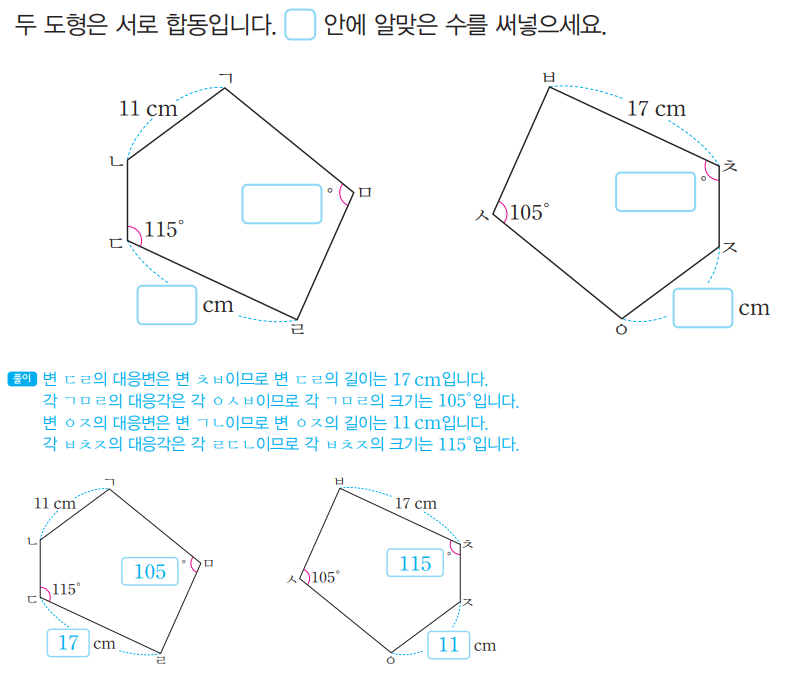 두 도형은 서로 합동입니다. □ 안에 알맞은 수를 써넣으세요.
ㄱ
11 cm
ㄴ
ㅁ
°
115°
ㄷ
cm
ㄹ
ㅂ
17 cm
ㅊ
°
ㅅ
105°
ㅈ
cm
ㅇ
풀이 변 ㄷㄹ의 대응변은 변 ㅊㅂ이므로 변 ㄷㄹ의 길이는 17 cm입니다.
각 ㄱㅁㄹ의 대응각은 각 ㅇㅅㅂ이므로 각 ㄱㅁㄹ의 크기는 105°입니다.
변 ㅇㅈ의 대응변은 변 ㄱㄴ이므로 변 ㅇㅈ의 길이는 11 cm입니다.
각 ㅂㅊㅈ의 대응각은 각 ㄹㄷㄴ이므로 각 ㅂㅊㅈ의 크기는 115°입니다.
ㄱ
11 cm
ㄴ
105°
ㅁ
115°
ㄷ
17 cm
ㄹ
ㅂ
17 cm
ㅊ
115°
ㅅ
105°
ㅈ
11 cm
ㅇ